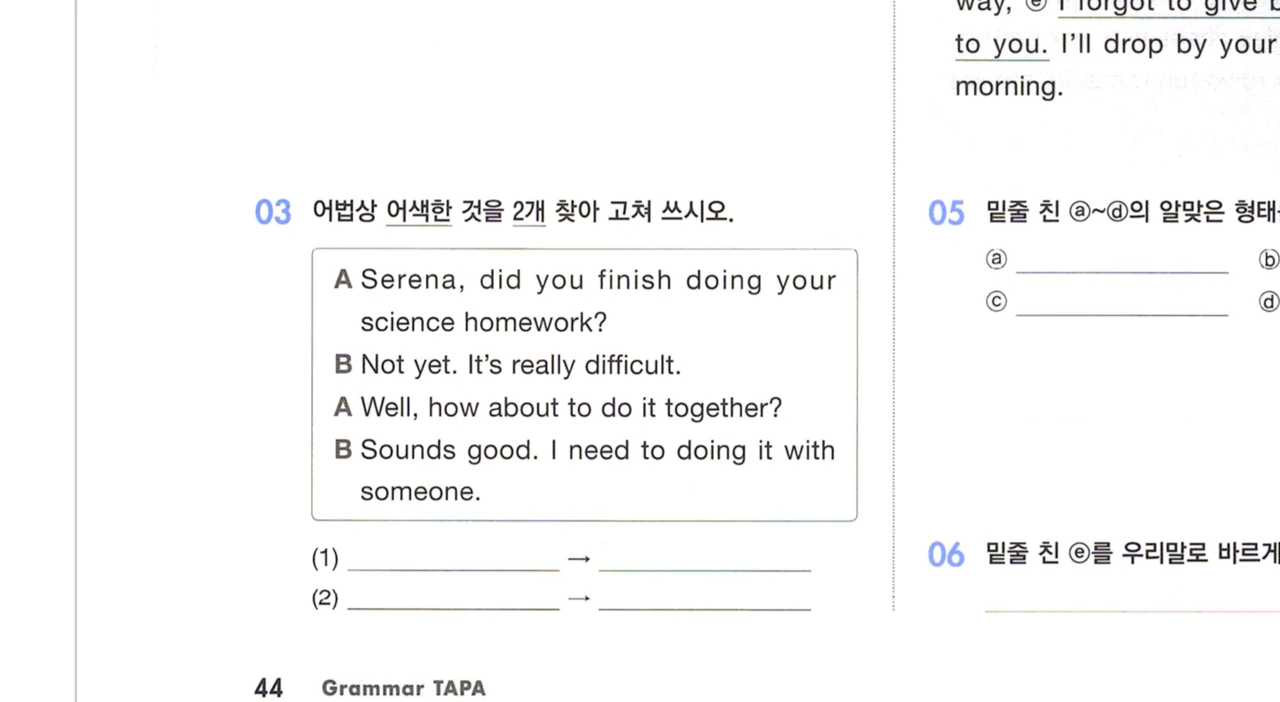 way, ⓔ I forgot to give
to you. I'll drop by your
morning.
03 어법상 어색한 것을 2개 찾아 고쳐 쓰시오.
A Serena, did you finish doing your
science homework?
B Not yet. It's really difficult.
A Well, how about to do it together?
B Sounds good. I need to doing it with
someone.
(1) →
(2) →
05 밑줄 친 ⓐ~ⓓ의 알맞은 형태
ⓐ ⓑ
ⓒ ⓓ
06 밑줄 친 ⓔ를 우리말로 바르게
44 Grammar TAPA